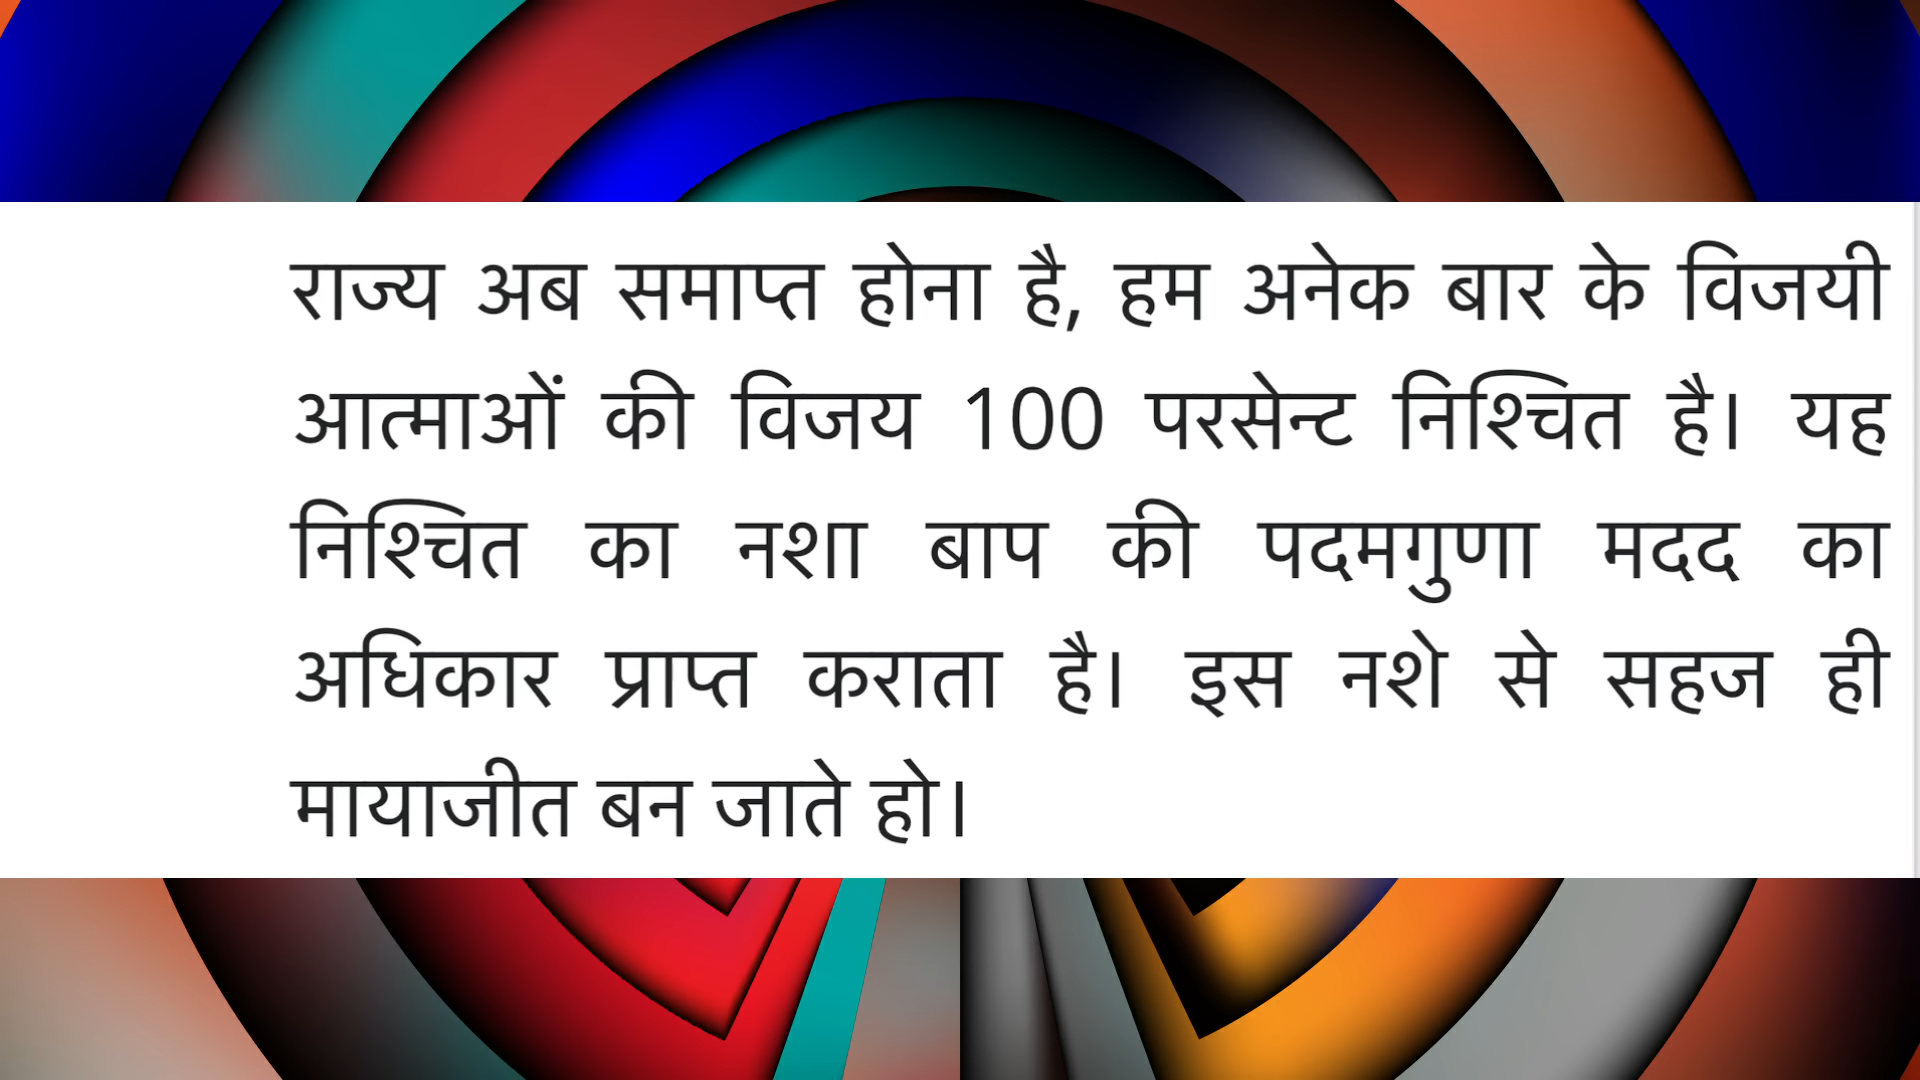 राज्य अब समाप्त होना है, हम अनेक बार के विजयी
आत्माओं की विजय 100 परसेन्ट निश्चित है। यह
निश्चित का नशा बाप की पदमगुणा मदद का
अधिकार प्राप्त कराता है। इस नशे से सहज ही
मायाजीत बन जाते हो।